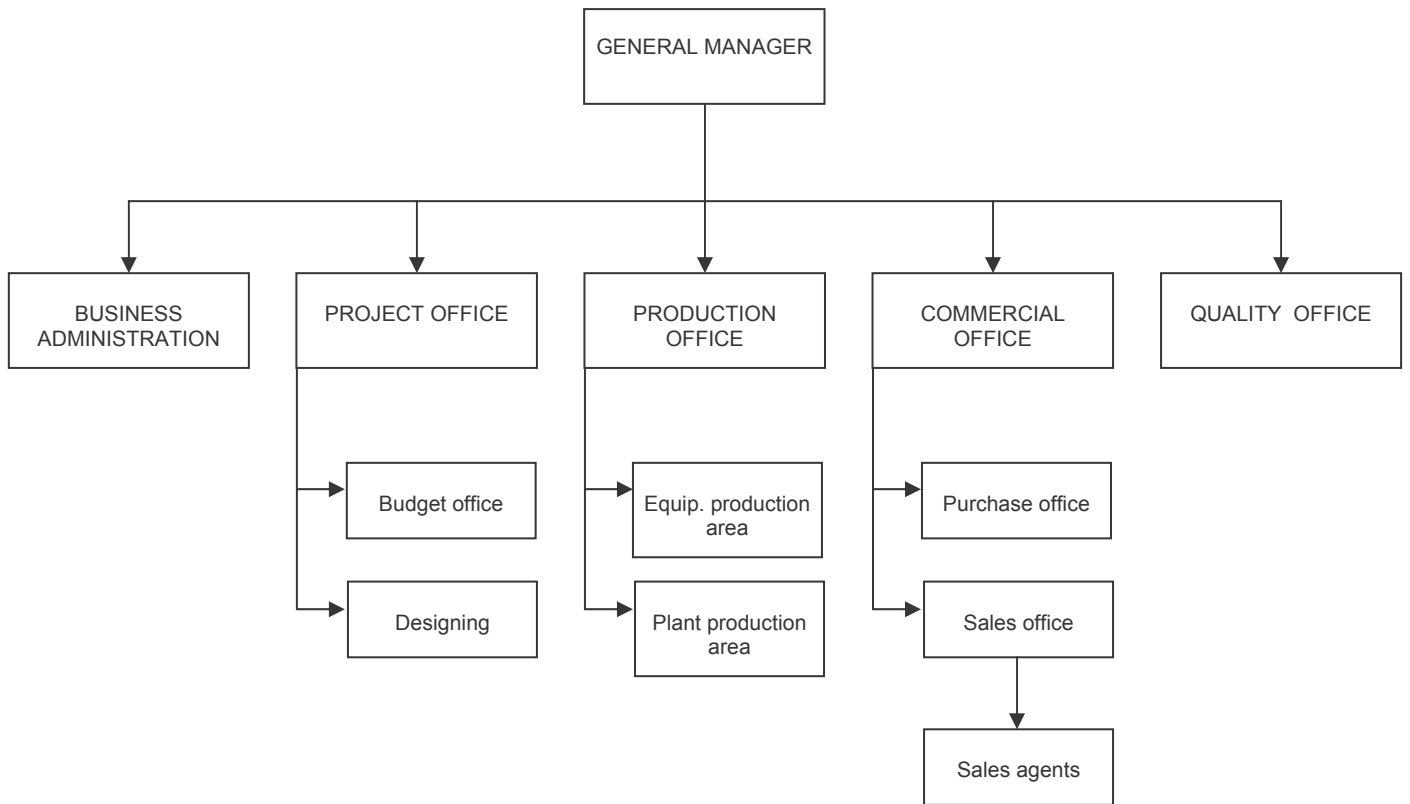 GENERAL MANAGER
BUSINESS
ADMINISTRATION
PROJECT OFFICE
PRODUCTION
OFFICE
COMMERCIAL
OFFICE
QUALITY OFFICE
Budget office
Equip. production
area
Purchase office
Designing
Plant production
area
Sales office
Sales agents